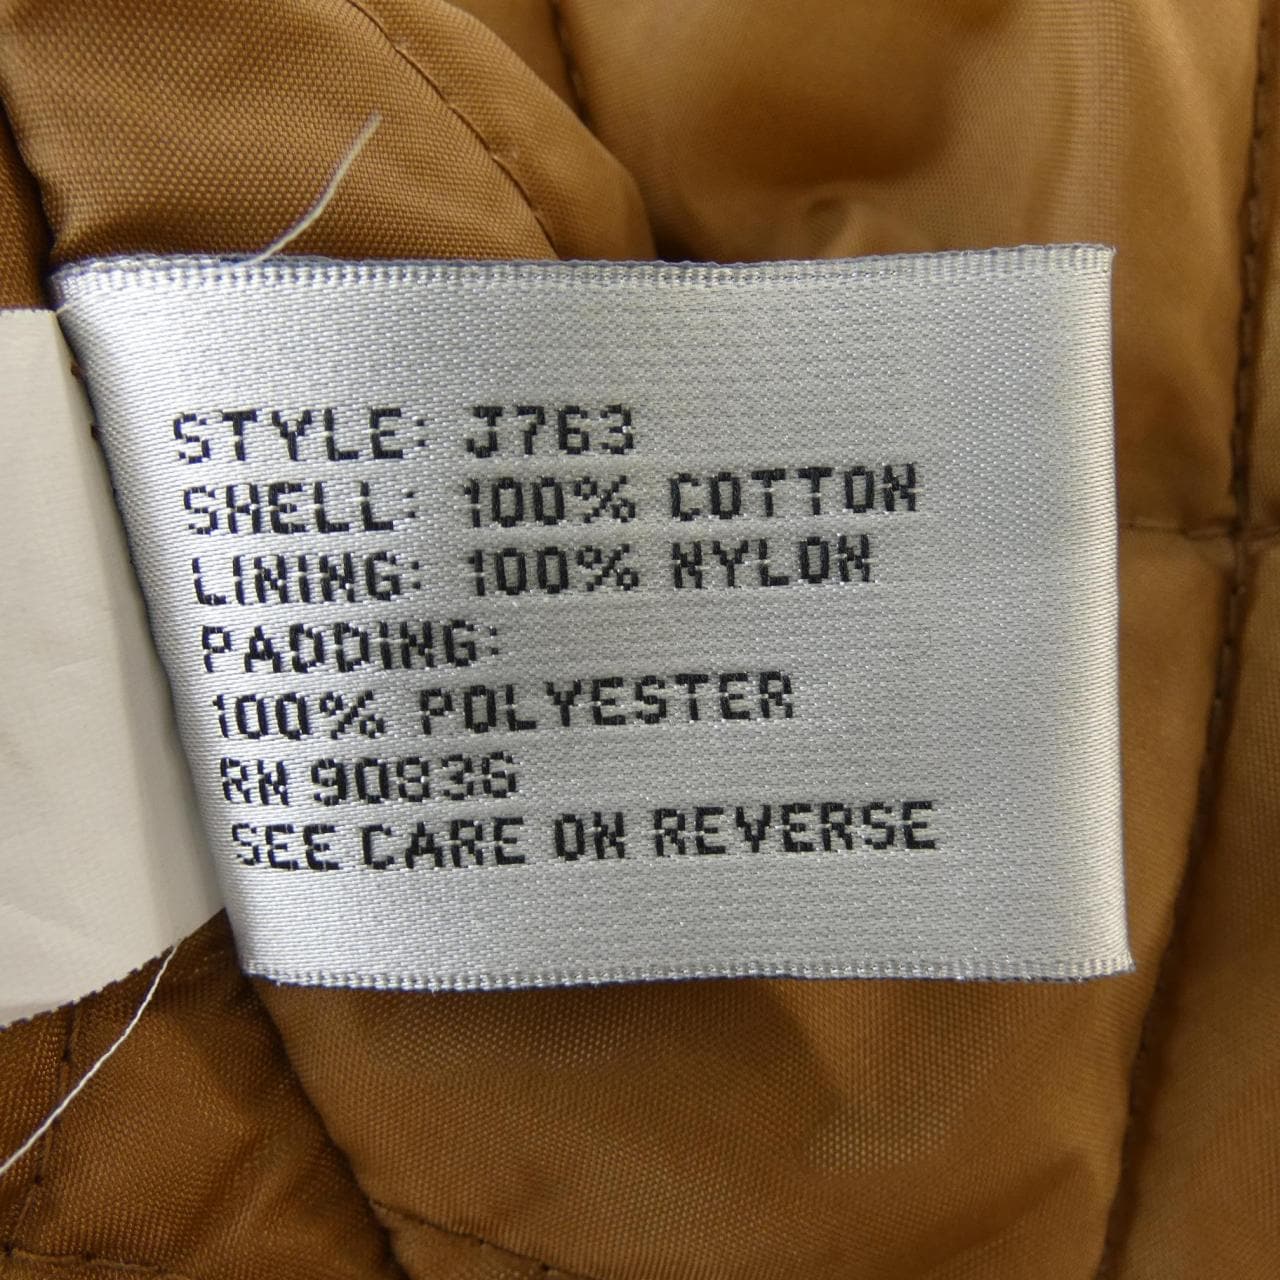 STYLE: J763
SHELL: 100% COTTON
LINING: 100% NYLON
PADDING:
100% POLYESTER
RN 90836
SEE CARE ON REVERSE